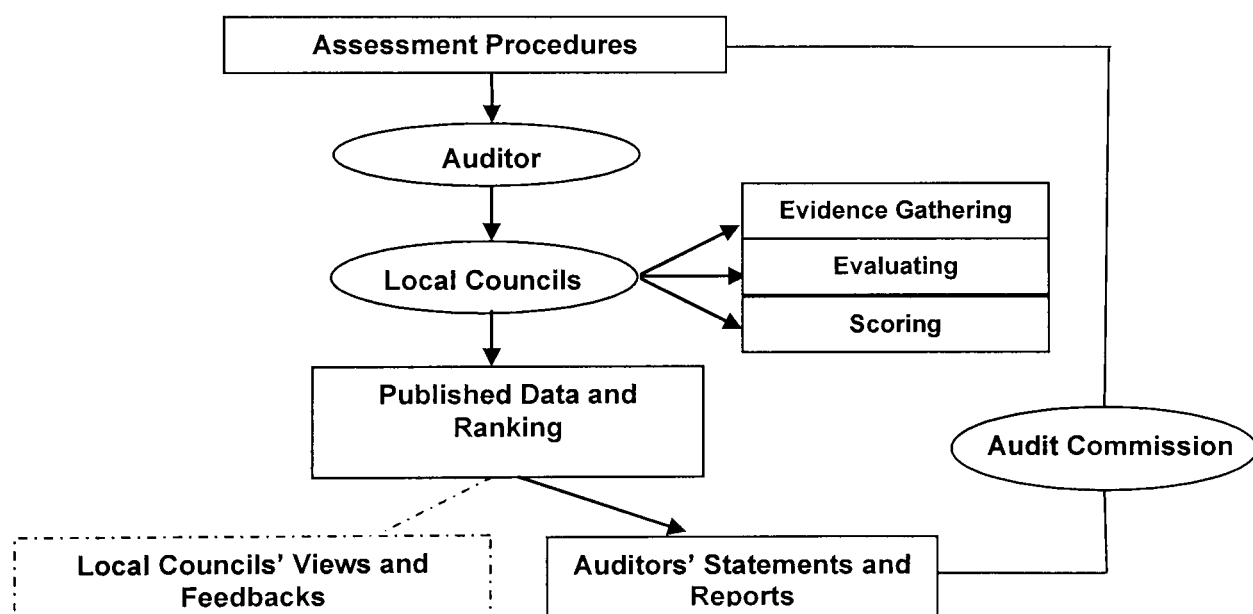 Assessment Procedures
Auditor
Local Councils
Evidence Gathering
Evaluating
Scoring
Published Data and
Ranking
Audit Commission
Local Councils' Views and
Feedbacks
Auditors' Statements and
Reports